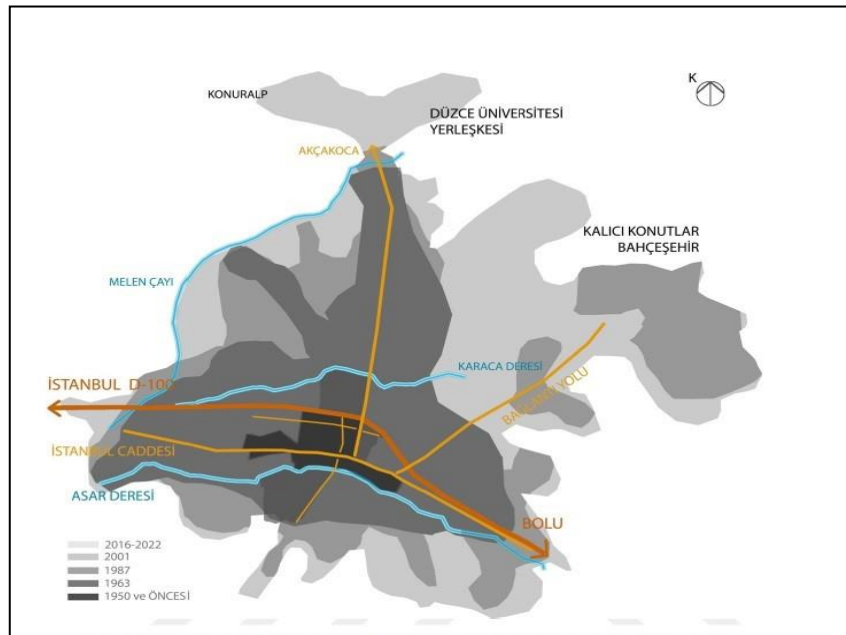 K
KONURALP
DÜZCE ÜNİVERSİTESİ
YERLEŞKESİ
AKÇAKOCA
KALICI KONUTLAR
BAHÇEŞEHİR
MELEN ÇAYI
KARACA DERESİ
İSTANBUL D-100
BAĞLANTI YOLU
İSTANBUL CADDESİ
ASAR DERESİ
BOLU
2016-2022
2001
1987
1963
1950 ve ÖNCESİ